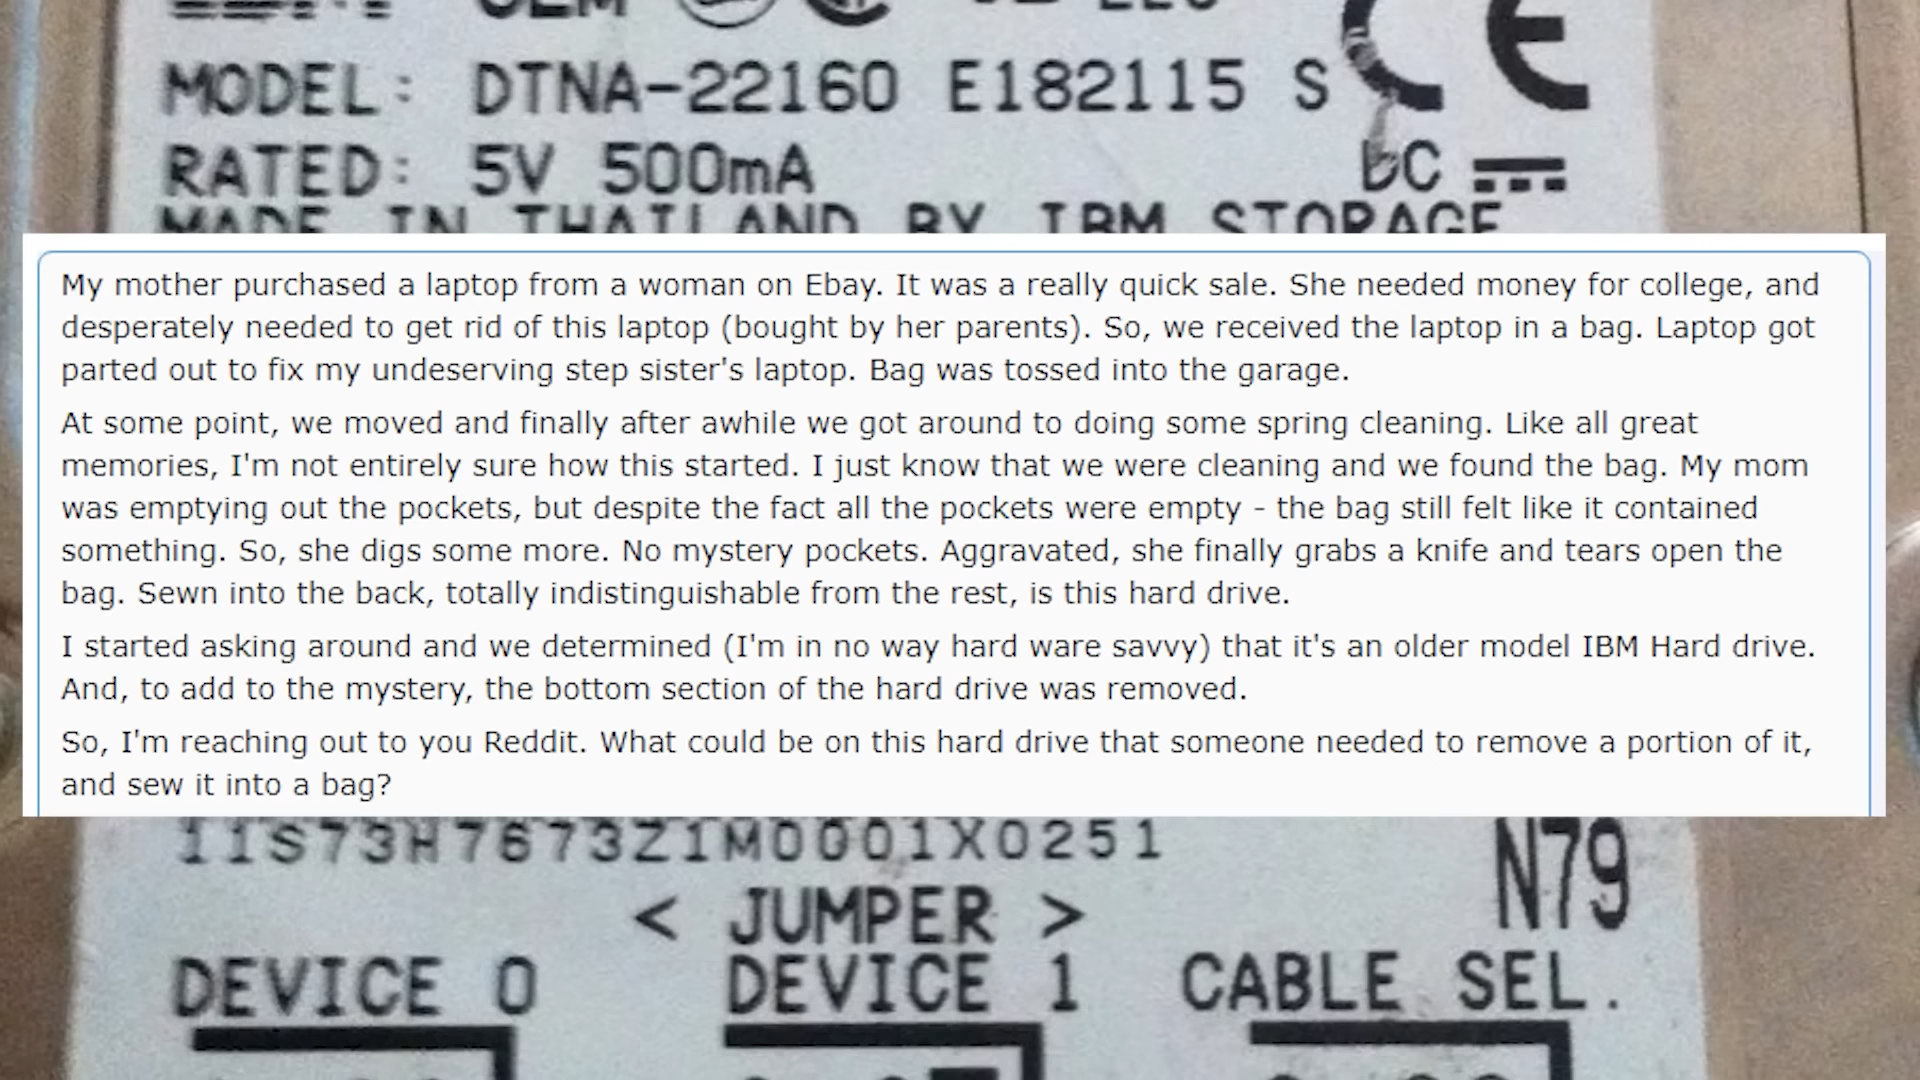 OEM
MODEL: DTNA-22160 E182115 S CE
RATED: 5V 500mA DC
MADE IN THAILAND BY IBM STORAGE
My mother purchased a laptop from a woman on Ebay. It was a really quick sale. She needed money for college, and
desperately needed to get rid of this laptop (bought by her parents). So, we received the laptop in a bag. Laptop got
parted out to fix my undeserving step sister's laptop. Bag was tossed into the garage.
At some point, we moved and finally after awhile we got around to doing some spring cleaning. Like all great
memories, I'm not entirely sure how this started. I just know that we were cleaning and we found the bag. My mom
was emptying out the pockets, but despite the fact all the pockets were empty - the bag still felt like it contained
something. So, she digs some more. No mystery pockets. Aggravated, she finally grabs a knife and tears open the
bag. Sewn into the back, totally indistinguishable from the rest, is this hard drive.
I started asking around and we determined (I'm in no way hard ware savvy) that it's an older model IBM Hard drive.
And, to add to the mystery, the bottom section of the hard drive was removed.
So, I'm reaching out to you Reddit. What could be on this hard drive that someone needed to remove a portion of it,
and sew it into a bag?
11S73H7673Z1M0001X0251
N79
< JUMPER >
DEVICE 0 DEVICE 1 CABLE SEL.